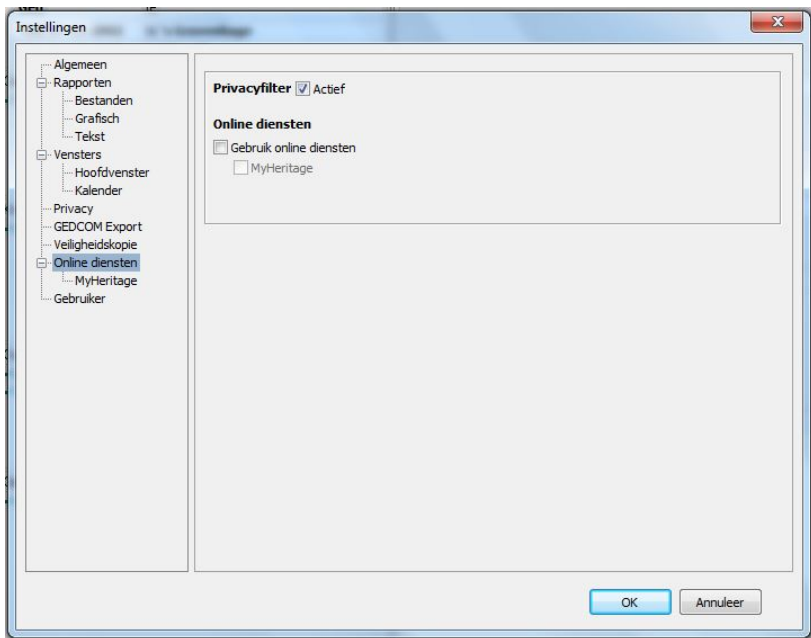 Instellingen
Algemeen
Rapporten
Bestanden
Grafisch
Tekst
Vensters
Hoofdvenster
Kalender
Privacy
GEDCOM Export
Veiligheidskopie
Online diensten
MyHeritage
Gebruiker
Privacyfilter Actief
Online diensten
Gebruik online diensten
MyHeritage
OK Annuleer